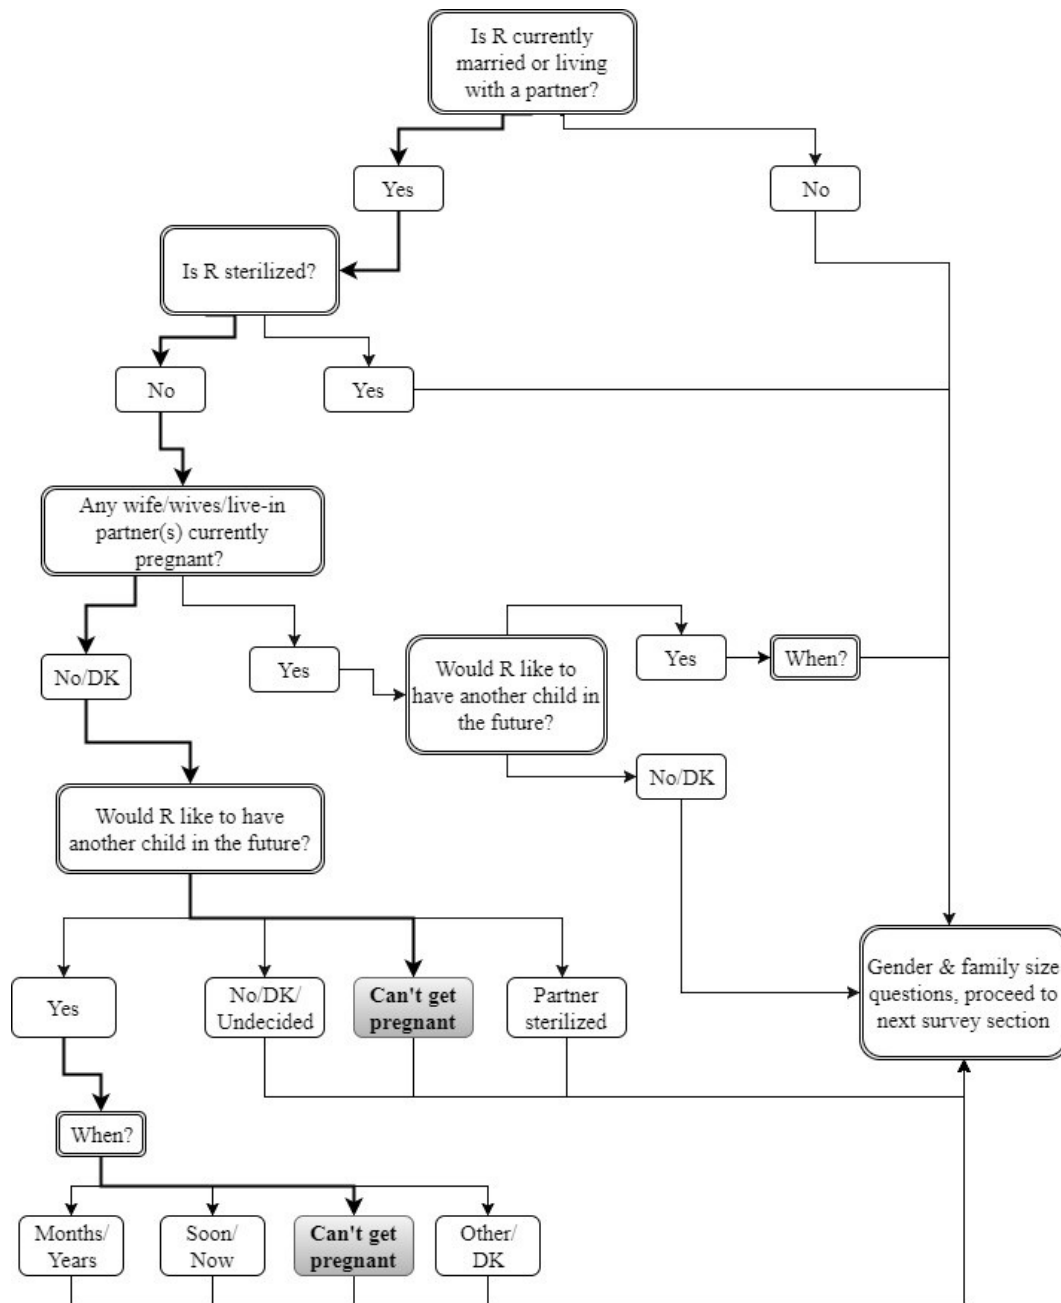 Is R currently
married or living
with a partner?
Yes
No
Is R sterilized?
No
Yes
Any wife/wives/live-in
partner(s) currently
pregnant?
No/DK
Yes
Would R like to
have another child in
the future?
Yes
When?
No/DK
Would R like to have
another child in the future?
Yes
No/DK/
Undecided
Can't get
pregnant
Partner
sterilized
Gender & family size
questions, proceed to
next survey section
When?
Months/
Years
Soon/
Now
Can't get
pregnant
Other/
DK